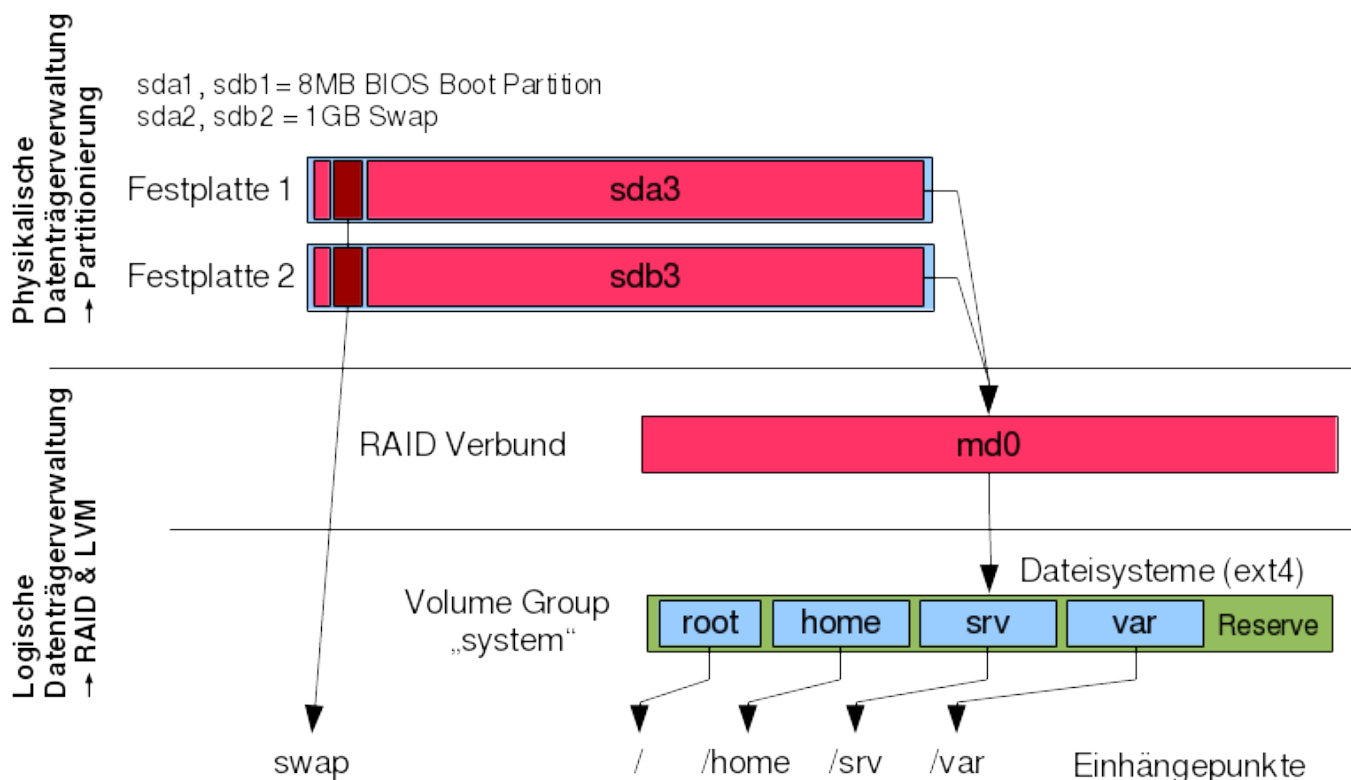 Physikalische
Datenträgerverwaltung
→ Partitionierung
sda1, sdb1 = 8MB BIOS Boot Partition
sda2, sdb2 = 1GB Swap
Festplatte 1
sda3
Festplatte 2
sdb3
Logische
Datenträgerverwaltung
→ RAID & LVM
RAID Verbund
md0
Dateisysteme (ext4)
Volume Group
„system“
root
home
srv
var
Reserve
swap
/
/home
/srv
/var
Einhängepunkte